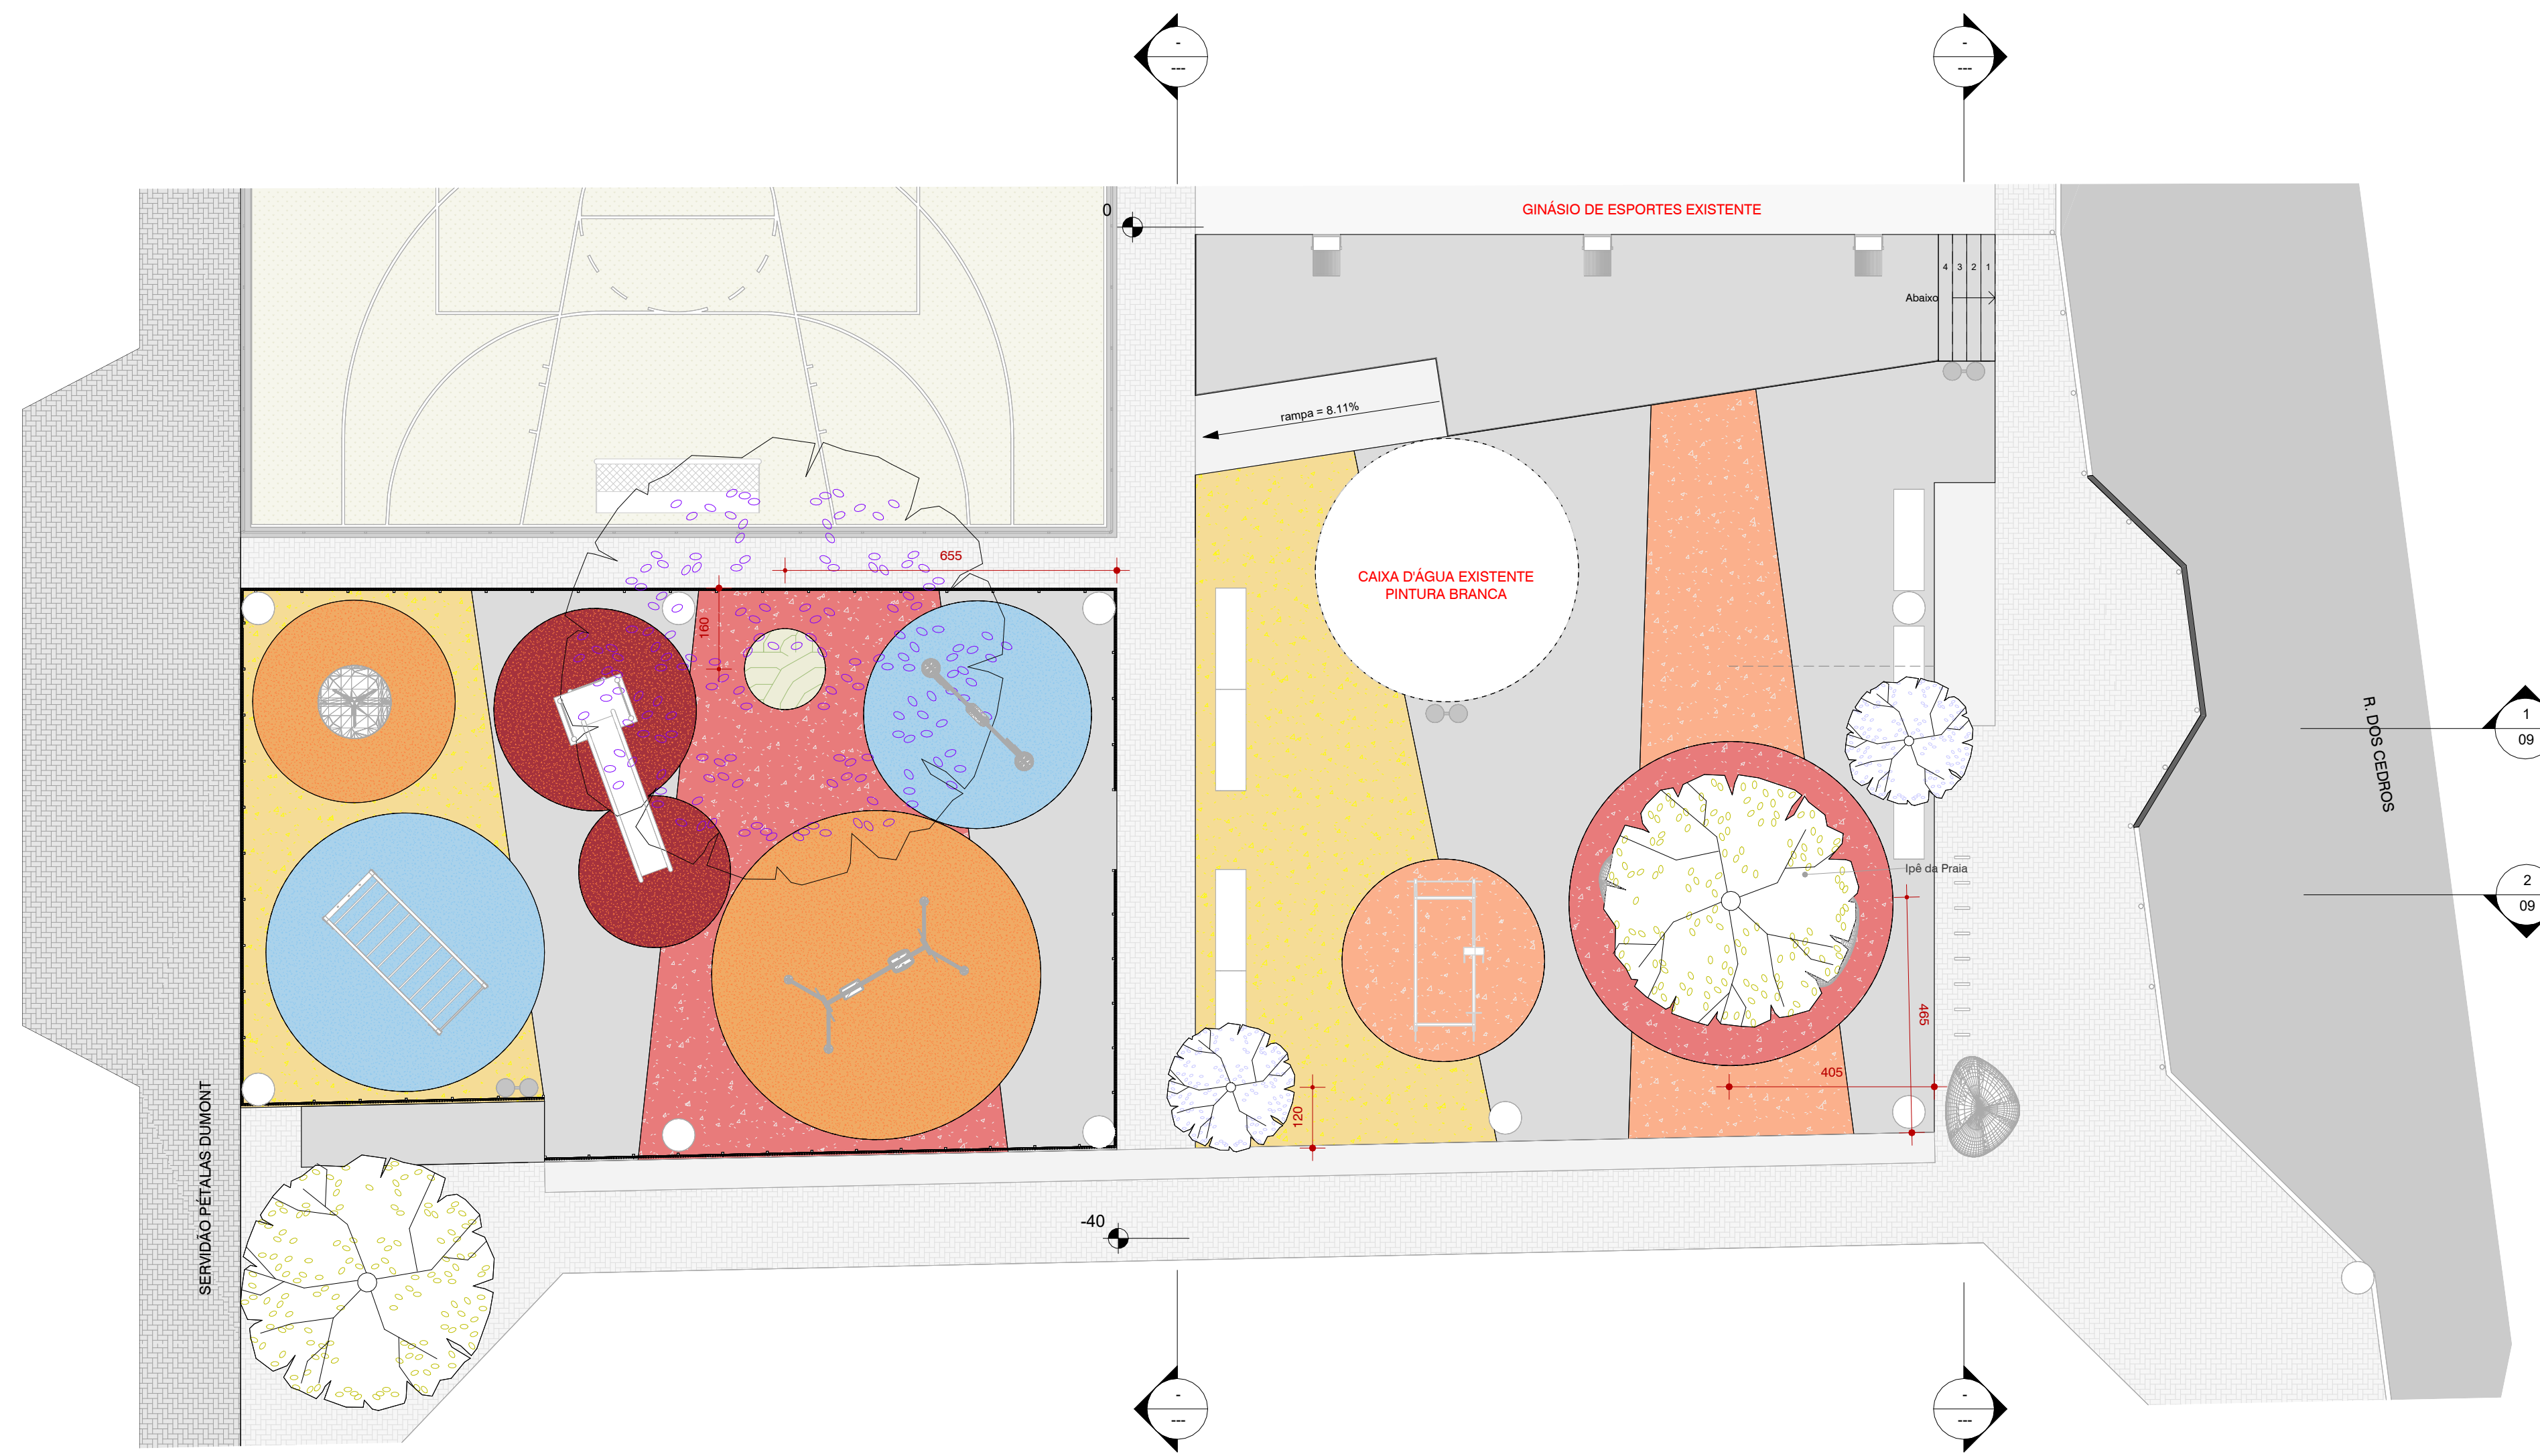 -
---
-
---
0
GINÁSIO DE ESPORTES EXISTENTE
4 3 2 1
Abaixo
rampa = 8.11%
655
CAIXA D'ÁGUA EXISTENTE
PINTURA BRANCA
160
R. DOS CEDROS
1
09
Ipê da Praia
2
09
465
405
120
SERVIDÃO PÉTALAS DUMONT
-40
-
---
-
---